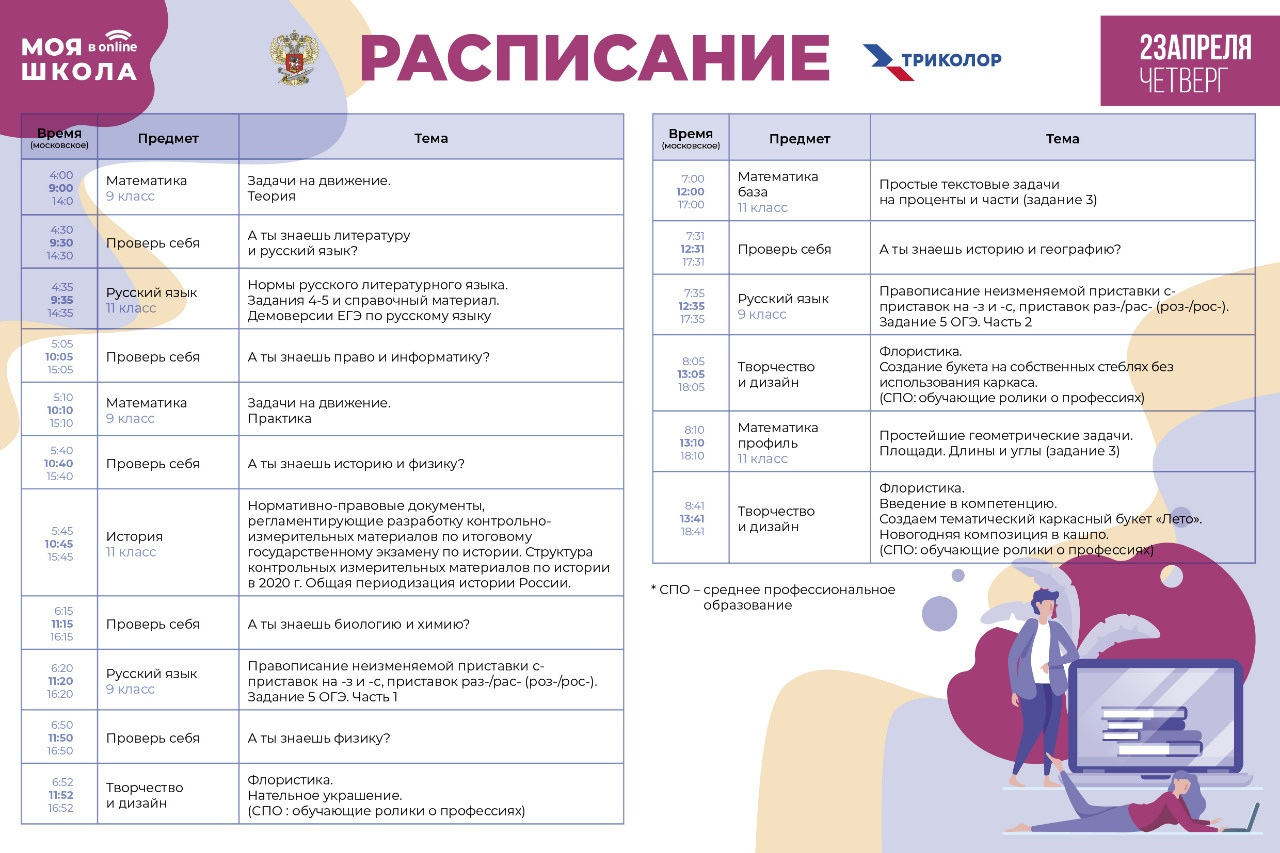 МОЯ в online
ШКОЛА
РАСПИСАНИЕ
ТРИКОЛОР
23АПРЕЛЯ
ЧЕТВЕРГ
Время
(московское)
Предмет
Тема
4:00
9:00
14:0
Математика
9 класс
Задачи на движение.
Теория
4:30
9:30
14:30
Проверь себя
А ты знаешь литературу
и русский язык?
4:35
9:35
14:35
Русский язык
11 класс
Нормы русского литературного языка.
Задания 4-5 и справочный материал.
Демоверсии ЕГЭ по русскому языку
5:05
10:05
15:05
Проверь себя
А ты знаешь право и информатику?
5:10
10:10
15:10
Математика
9 класс
Задачи на движение.
Практика
5:40
10:40
15:40
Проверь себя
А ты знаешь историю и физику?
5:45
10:45
15:45
История
11 класс
Нормативно-правовые документы,
регламентирующие разработку контрольно-
измерительных материалов по итоговому
государственному экзамену по истории. Структура
контрольных измерительных материалов по истории
в 2020 г. Общая периодизация истории России.
6:15
11:15
16:15
Проверь себя
А ты знаешь биологию и химию?
6:20
11:20
16:20
Русский язык
9 класс
Правописание неизменяемой приставки с-
приставок на -з и -с, приставок раз-/рас- (роз-/рос-).
Задание 5 ОГЭ. Часть 1
6:50
11:50
16:50
Проверь себя
А ты знаешь физику?
6:52
11:52
16:52
Творчество
и дизайн
Флористика.
Нательное украшение.
(СПО : обучающие ролики о профессиях)
Время
(московское)
Предмет
Тема
7:00
12:00
17:00
Математика
база
11 класс
Простые текстовые задачи
на проценты и части (задание 3)
7:31
12:31
17:31
Проверь себя
А ты знаешь историю и географию?
7:35
12:35
17:35
Русский язык
9 класс
Правописание неизменяемой приставки с-
приставок на -з и -с, приставок раз-/рас- (роз-/рос-).
Задание 5 ОГЭ. Часть 2
8:05
13:05
18:05
Творчество
и дизайн
Флористика.
Создание букета на собственных стеблях без
использования каркаса.
(СПО: обучающие ролики о профессиях)
8:10
13:10
18:10
Математика
профиль
11 класс
Простейшие геометрические задачи.
Площади. Длины и углы (задание 3)
8:41
13:41
18:41
Творчество
и дизайн
Флористика.
Введение в компетенцию.
Создаем тематический каркасный букет «Лето».
Новогодняя композиция в кашпо.
(СПО: обучающие ролики о профессиях)
* СПО – среднее профессиональное
образование